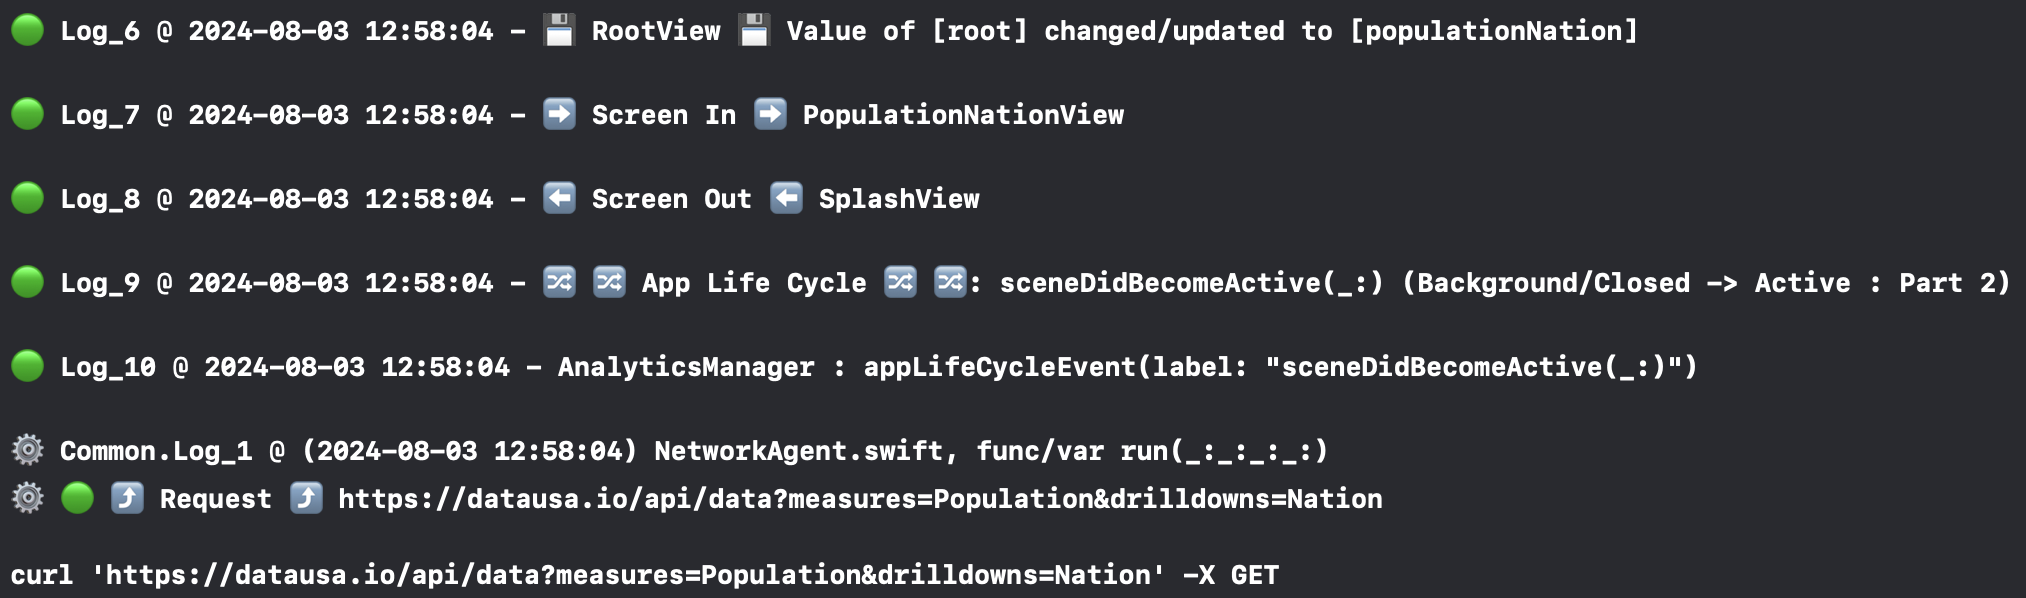 🟢 Log_6 @ 2024-08-03 12:58:04 - 💾 RootView 💾 Value of [root] changed/updated to [populationNation]
🟢 Log_7 @ 2024-08-03 12:58:04 - ➡️ Screen In ➡️ PopulationNationView
🟢 Log_8 @ 2024-08-03 12:58:04 - ⬅️ Screen Out ⬅️ SplashView
🟢 Log_9 @ 2024-08-03 12:58:04 - 🔀 🔀 App Life Cycle 🔀 🔀: sceneDidBecomeActive(_:) (Background/Closed -> Active : Part 2)
🟢 Log_10 @ 2024-08-03 12:58:04 - AnalyticsManager : appLifeCycleEvent(label: "sceneDidBecomeActive(_:)")
⚙️ Common.Log_1 @ (2024-08-03 12:58:04) NetworkAgent.swift, func/var run(_:_:_:_:)
⚙️ 🟢 ⤴️ Request ⤴️ https://datausa.io/api/data?measures=Population&drilldowns=Nation
curl 'https://datausa.io/api/data?measures=Population&drilldowns=Nation' -X GET